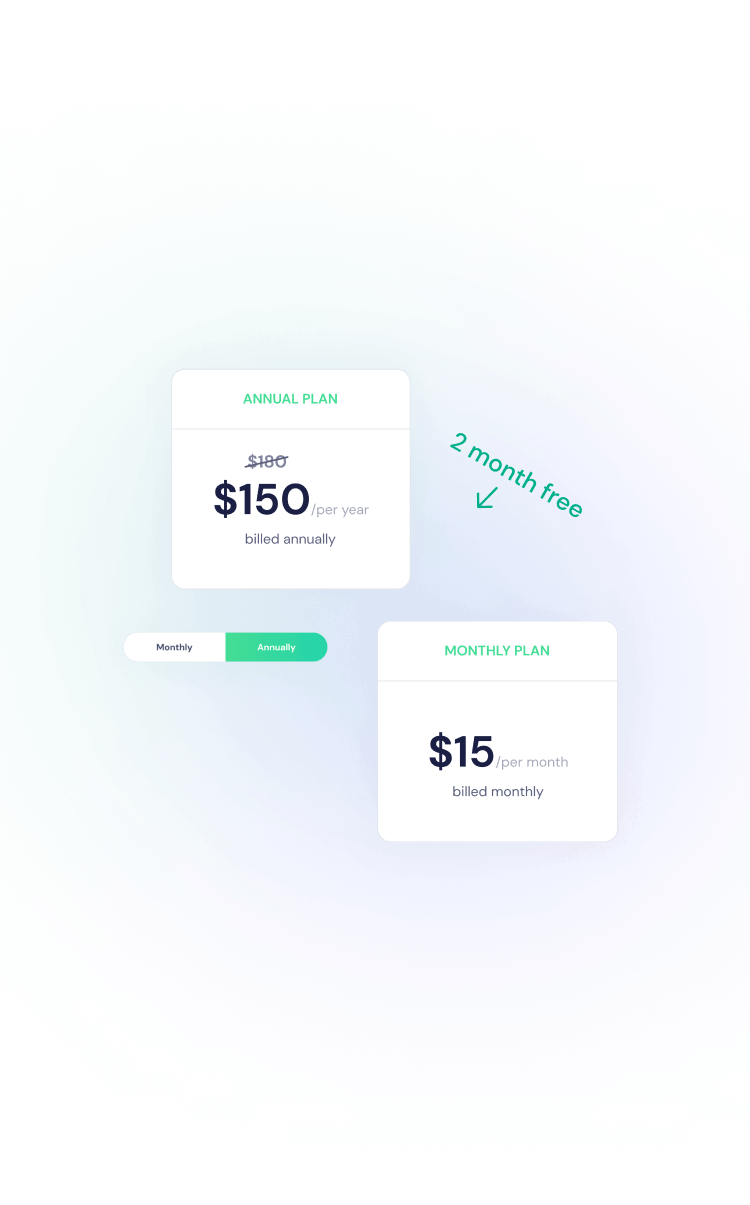 ANNUAL PLAN
$180
$150/per year
billed annually
2 month free
Monthly
Annually
MONTHLY PLAN
$15/per month
billed monthly